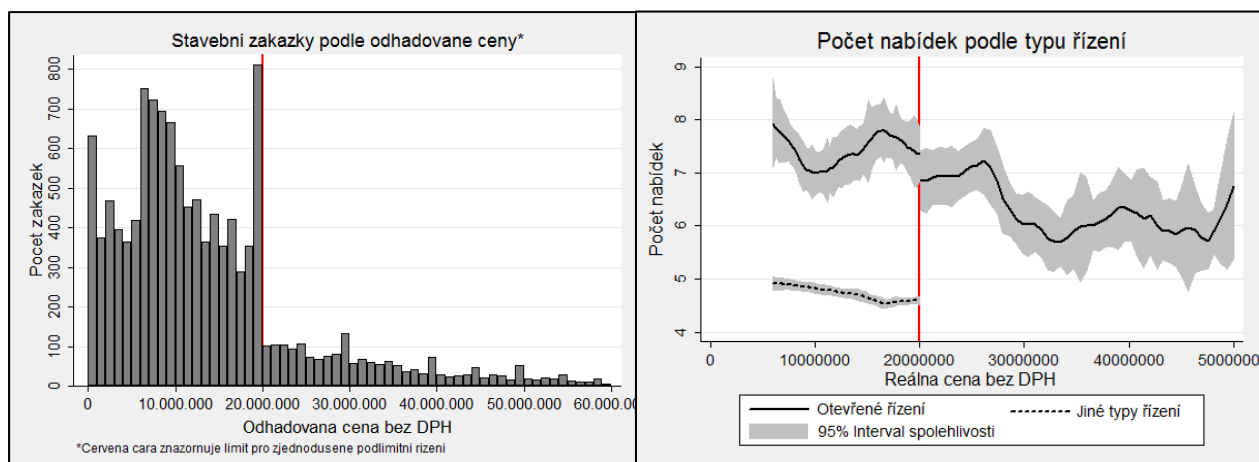 Stavebni zakazky podle odhadovane ceny*
Pocet zakazek
800
700
600
500
400
300
200
100
0
0 10.000.000 20.000.000 30.000.000 40.000.000 50.000.000 60.000.00
Odhadovana cena bez DPH
*Cervena cara znazornuje limit pro zjednodusene podlimitni rizeni
Počet nabídek podle typu řízení
Počet nabídek
9
8
7
6
5
4
0 10000000 20000000 30000000 40000000 50000000
Reálna cena bez DPH
Otevřené řízení Jiné typy řízení
95% Interval spolehlivosti